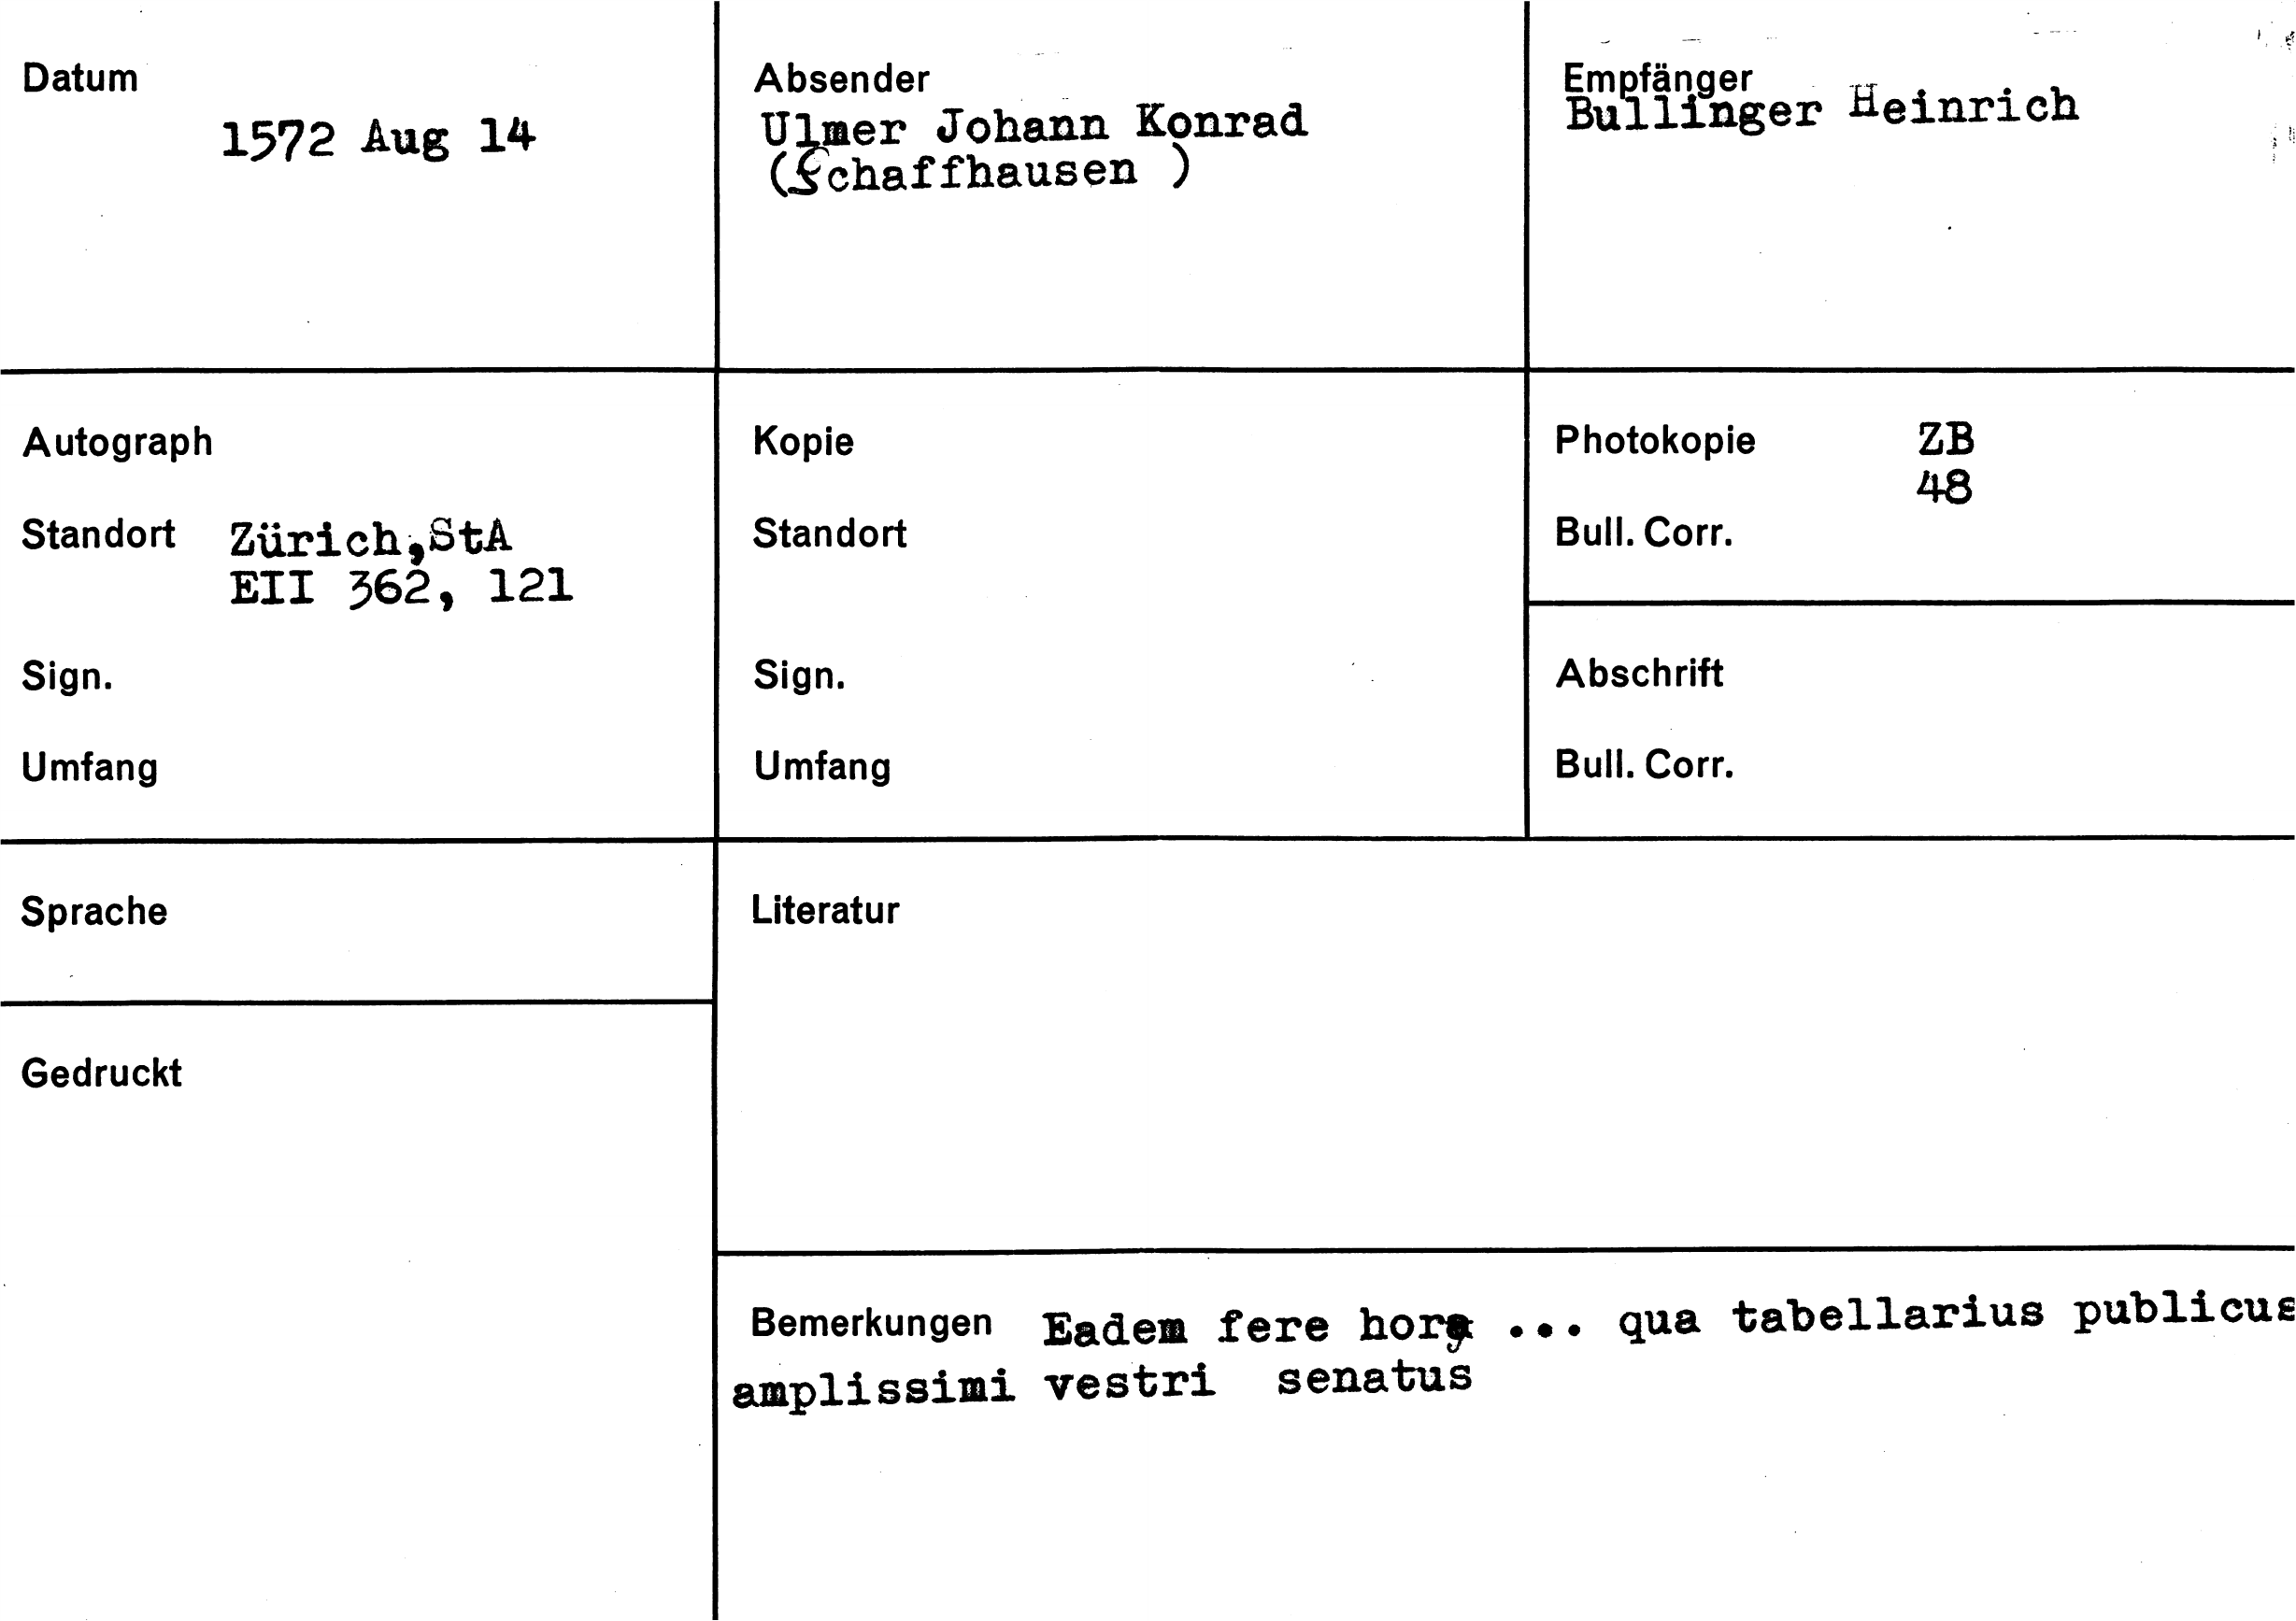 Datum
1572 Aug 14
Absender
Ulmer Johann Konrad
(Schaffhausen )
Empfänger
Bullinger Heinrich
Autograph
Standort Zürich,StA
EII 362, 121
Sign.
Umfang
Kopie
Standort
Sign.
Umfang
Photokopie ZB
48
Bull. Corr.
Abschrift
Bull. Corr.
Sprache
Gedruckt
Literatur
Bemerkungen Eadem fere hora ... qua tabellarius publicus
amplissimi vestri senatus